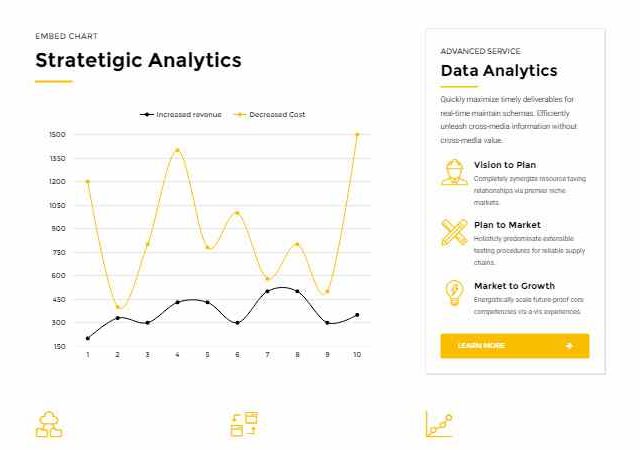 EMBED CHART
Stratetigic Analytics
Increased revenue
Decreased Cost
1500
1350
1200
1050
900
750
600
450
300
150
1 2 3 4 5 6 7 8 9 10
ADVANCED SERVICE
Data Analytics
Quickly maximize timely deliverables for
real-time maintain schemas. Efficiently
unleash cross-media information without
cross-media value.
Vision to Plan
Completely synergize resource taxing
relationships via premier niche
markets.
Plan to Market
Holisticly predominate extensible
testing procedures for reliable supply
chains.
Market to Growth
Energistically scale future-proof core
competencies vis-a-vis experiences.
LEARN MORE